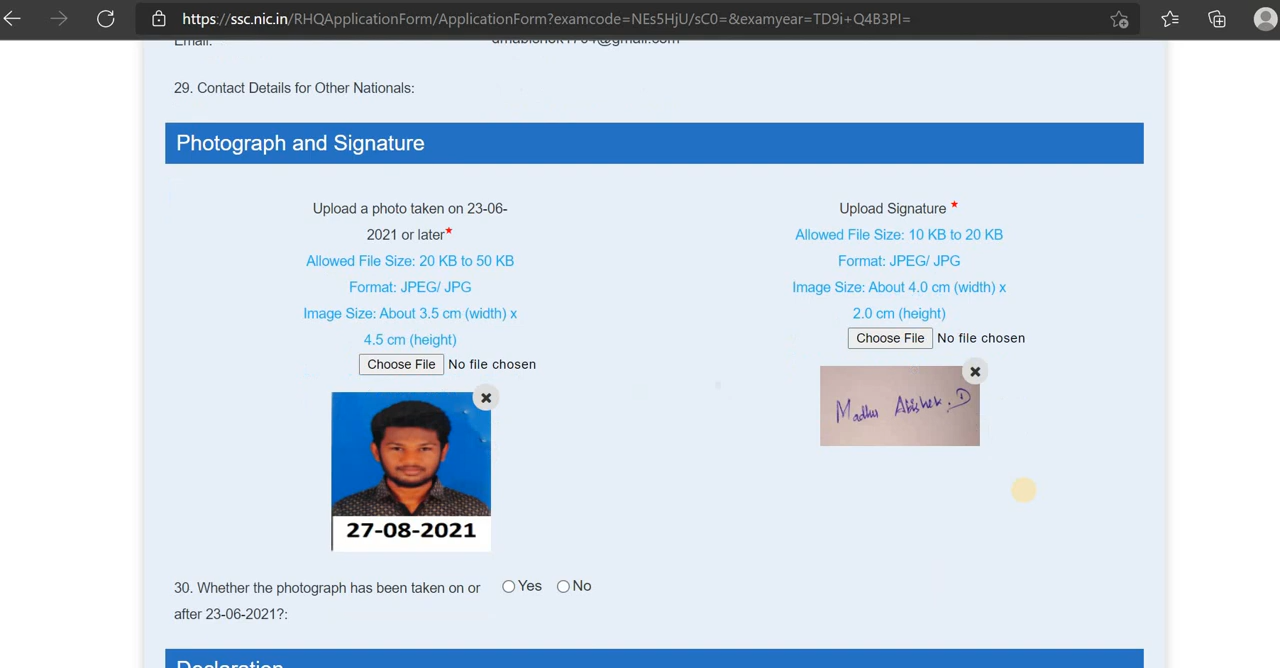 https://ssc.nic.in/RHQApplicationForm/ApplicationForm?examcode=NEs5HjU/sC0=&examyear=TD9i+Q4B3PI=
Email:
29. Contact Details for Other Nationals:
Photograph and Signature
Upload a photo taken on 23-06-
2021 or later*
Allowed File Size: 20 KB to 50 KB
Format: JPEG/ JPG
Image Size: About 3.5 cm (width) x
4.5 cm (height)
Choose File No file chosen
27-08-2021
Upload Signature *
Allowed File Size: 10 KB to 20 KB
Format: JPEG/ JPG
Image Size: About 4.0 cm (width) x
2.0 cm (height)
Choose File No file chosen
Madhu Abishek. D
30. Whether the photograph has been taken on or
after 23-06-2021?:
Yes No
Declaration